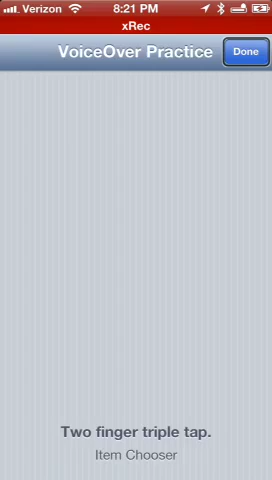 Verizon 8:21 PM
xRec
VoiceOver Practice Done
Two finger triple tap.
Item Chooser